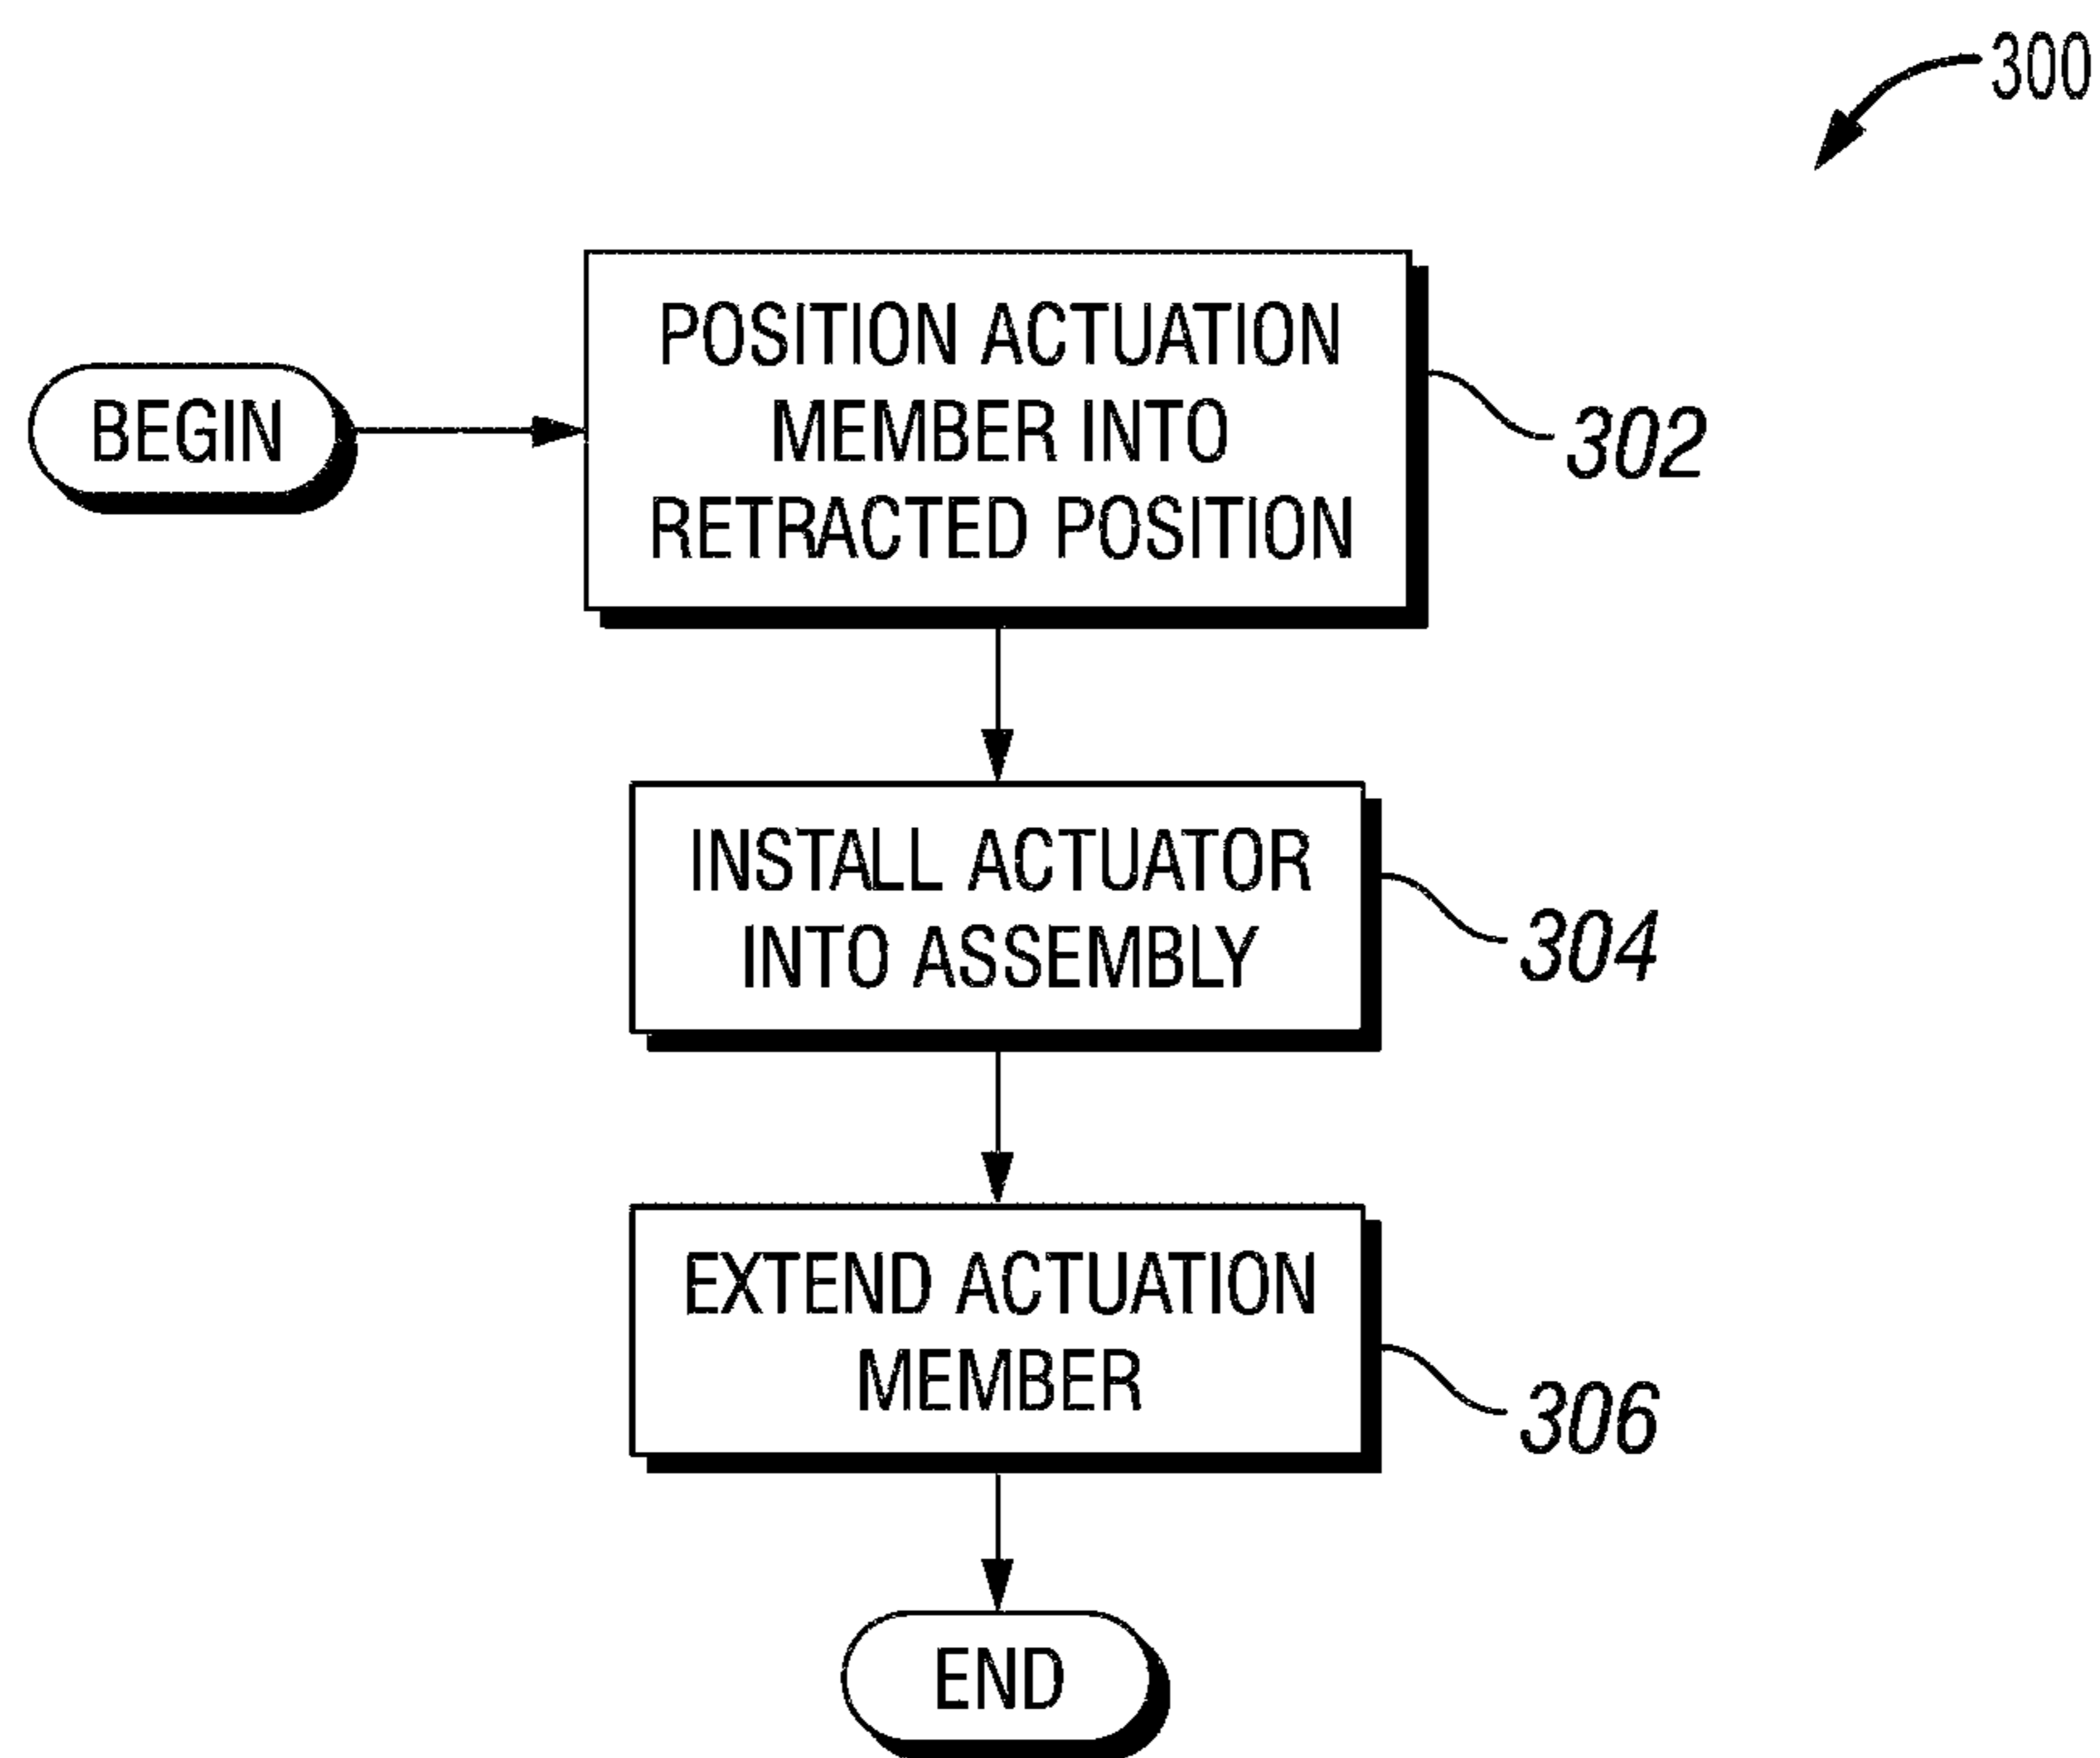 300
BEGIN
POSITION ACTUATION
MEMBER INTO
RETRACTED POSITION
302
INSTALL ACTUATOR
INTO ASSEMBLY
304
EXTEND ACTUATION
MEMBER
306
END